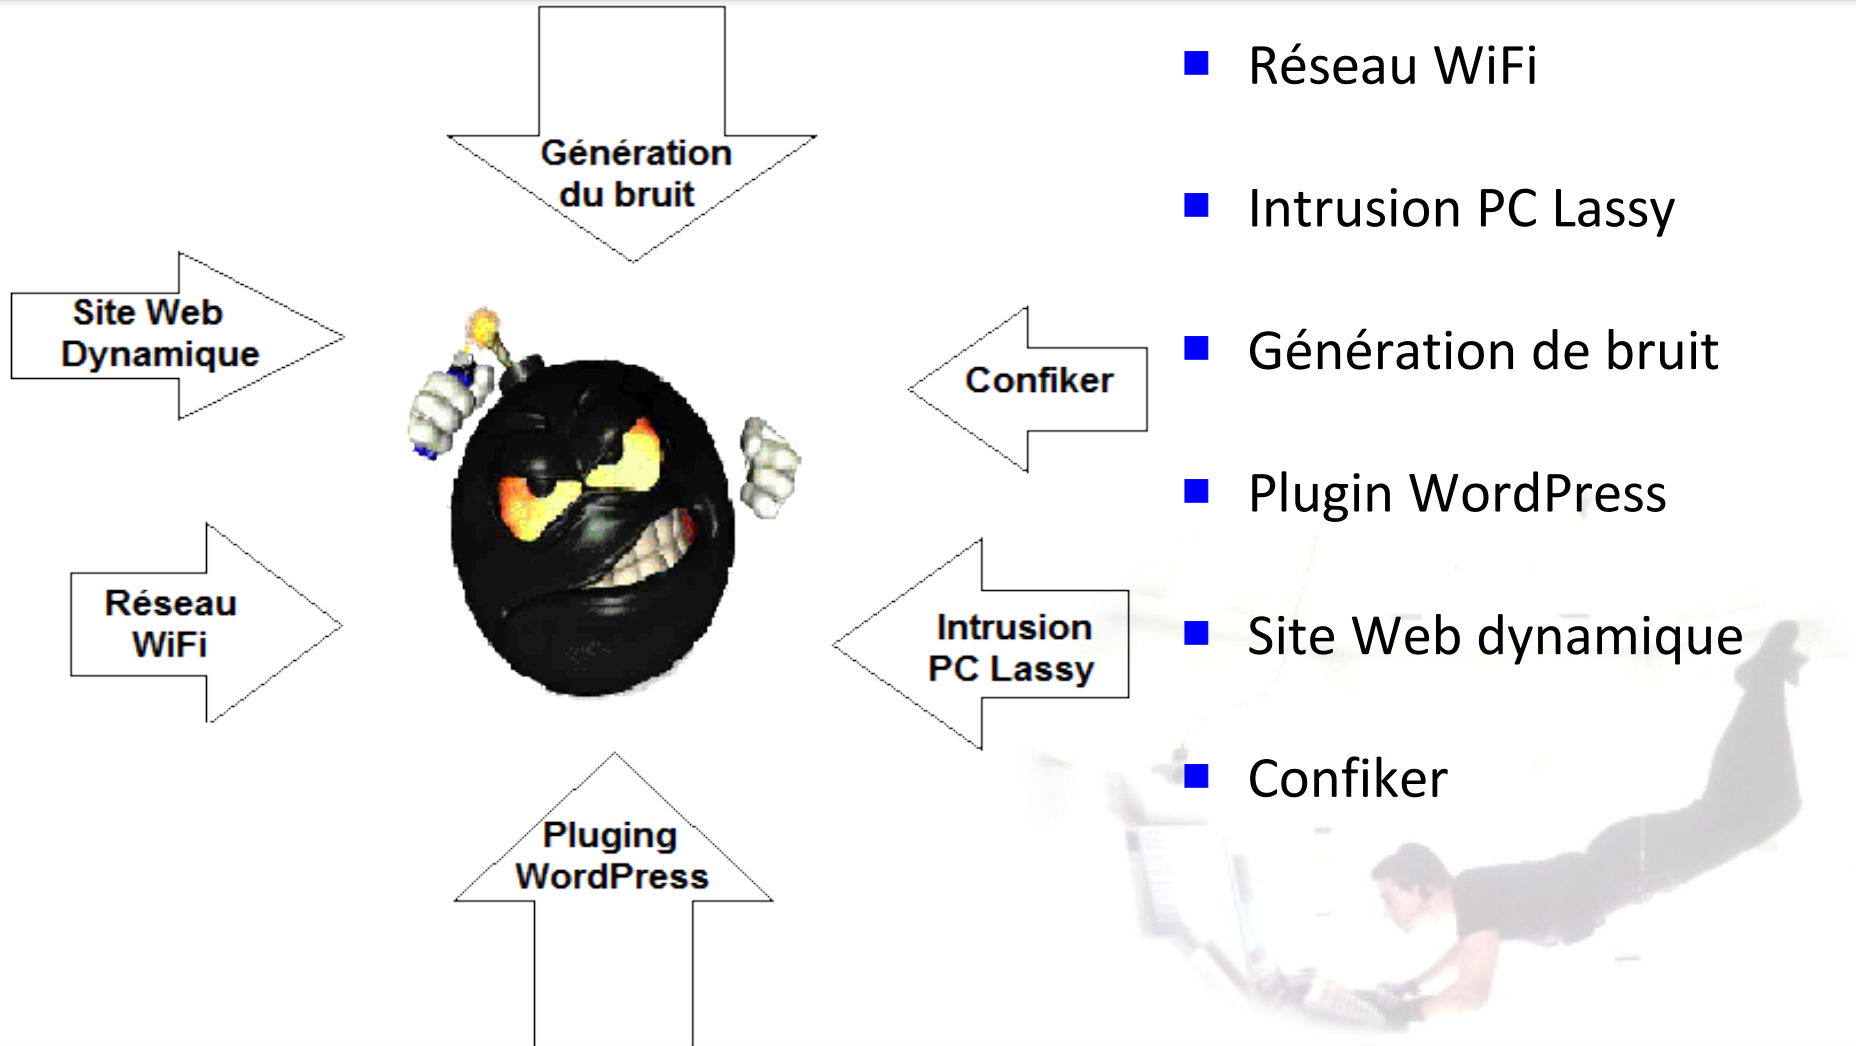 Génération
du bruit
Site Web
Dynamique
Confiker
Réseau
WiFi
Intrusion
PC Lassy
Pluging
WordPress
Réseau WiFi
Intrusion PC Lassy
Génération de bruit
Plugin WordPress
Site Web dynamique
Confiker